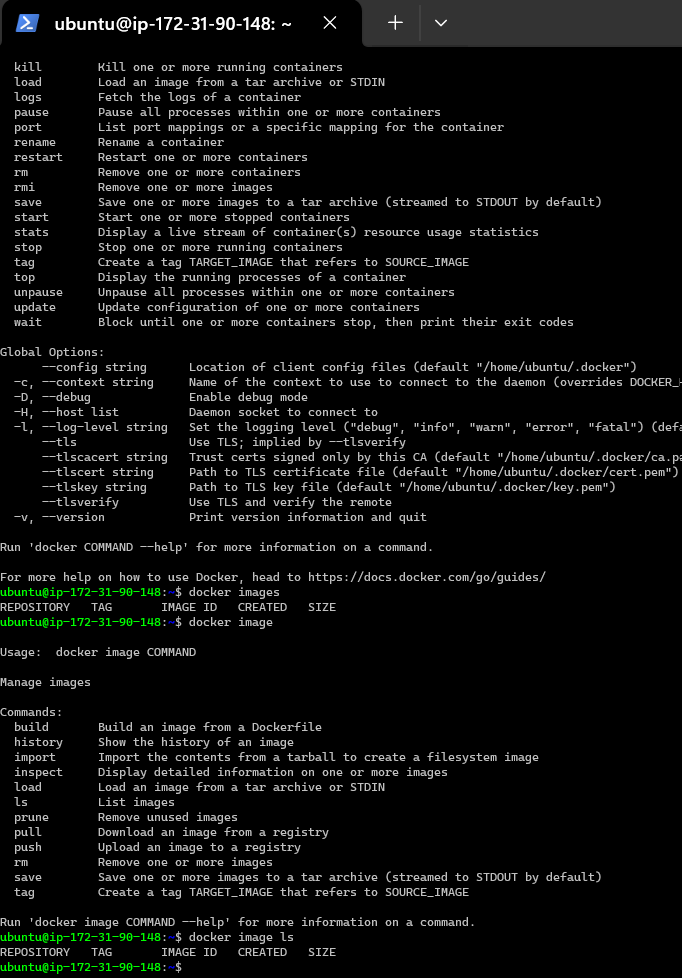 ubuntu@ip-172-31-90-148: ~
kill Kill one or more running containers
load Load an image from a tar archive or STDIN
logs Fetch the logs of a container
pause Pause all processes within one or more containers
port List port mappings or a specific mapping for the container
rename Rename a container
restart Restart one or more containers
rm Remove one or more containers
rmi Remove one or more images
save Save one or more images to a tar archive (streamed to STDOUT by default)
start Start one or more stopped containers
stats Display a live stream of container(s) resource usage statistics
stop Stop one or more running containers
tag Create a tag TARGET_IMAGE that refers to SOURCE_IMAGE
top Display the running processes of a container
unpause Unpause all processes within one or more containers
update Update configuration of one or more containers
wait Block until one or more containers stop, then print their exit codes
Global Options:
--config string Location of client config files (default "/home/ubuntu/.docker")
-c, --context string Name of the context to use to connect to the daemon (overrides DOCKER_H
-D, --debug Enable debug mode
-H, --host list Daemon socket to connect to
-l, --log-level string Set the logging level ("debug", "info", "warn", "error", "fatal") (defa
--tls Use TLS; implied by --tlsverify
--tlscacert string Trust certs signed only by this CA (default "/home/ubuntu/.docker/ca.pe
--tlscert string Path to TLS certificate file (default "/home/ubuntu/.docker/cert.pem")
--tlskey string Path to TLS key file (default "/home/ubuntu/.docker/key.pem")
--tlsverify Use TLS and verify the remote
-v, --version Print version information and quit
Run 'docker COMMAND --help' for more information on a command.
For more help on how to use Docker, head to https://docs.docker.com/go/guides/
ubuntu@ip-172-31-90-148:~$ docker images
REPOSITORY TAG IMAGE ID CREATED SIZE
ubuntu@ip-172-31-90-148:~$ docker image
Usage: docker image COMMAND
Manage images
Commands:
build Build an image from a Dockerfile
history Show the history of an image
import Import the contents from a tarball to create a filesystem image
inspect Display detailed information on one or more images
load Load an image from a tar archive or STDIN
ls List images
prune Remove unused images
pull Download an image from a registry
push Upload an image to a registry
rm Remove one or more images
save Save one or more images to a tar archive (streamed to STDOUT by default)
tag Create a tag TARGET_IMAGE that refers to SOURCE_IMAGE
Run 'docker image COMMAND --help' for more information on a command.
ubuntu@ip-172-31-90-148:~$ docker image ls
REPOSITORY TAG IMAGE ID CREATED SIZE
ubuntu@ip-172-31-90-148:~$